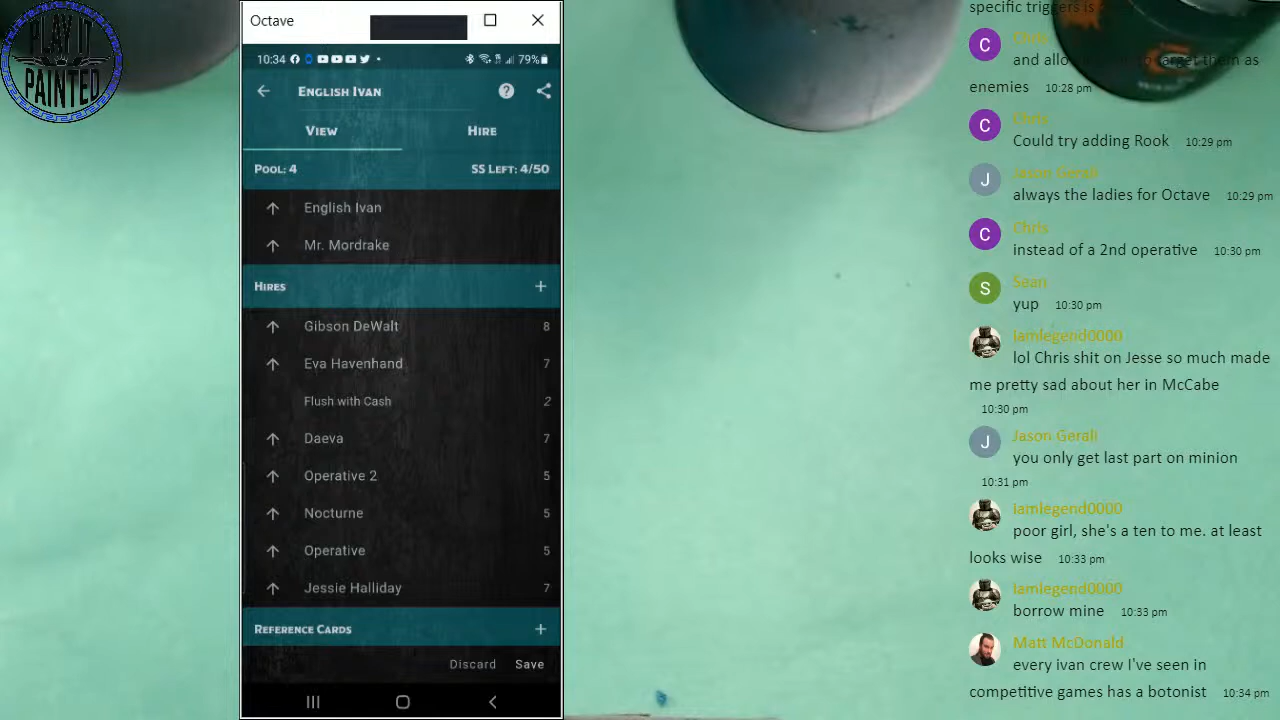 PLAY IT
PAINTED
Octave
10:34
79%
ENGLISH IVAN
VIEW
HIRE
POOL: 4
SS LEFT: 4/50
English Ivan
Mr. Mordrake
HIRES
Gibson DeWalt 8
Eva Havenhand 7
Flush with Cash 2
Daeva 7
Operative 2 5
Nocturne 5
Operative 5
Jessie Halliday 7
REFERENCE CARDS
Discard Save
specific triggers is
C Chris
enemies 10:28 pm
C Chris
Could try adding Rook 10:29 pm
J Jason Gerali
always the ladies for Octave 10:29 pm
C Chris
instead of a 2nd operative 10:30 pm
S Sean
yup 10:30 pm
Iamlegend0000
lol Chris shit on Jesse so much made
me pretty sad about her in McCabe
10:30 pm
J Jason Gerali
you only get last part on minion
10:31 pm
Iamlegend0000
poor girl, she's a ten to me. at least
looks wise 10:33 pm
Iamlegend0000
borrow mine 10:33 pm
Matt McDonald
every ivan crew I've seen in
competitive games has a botonist 10:34 pm